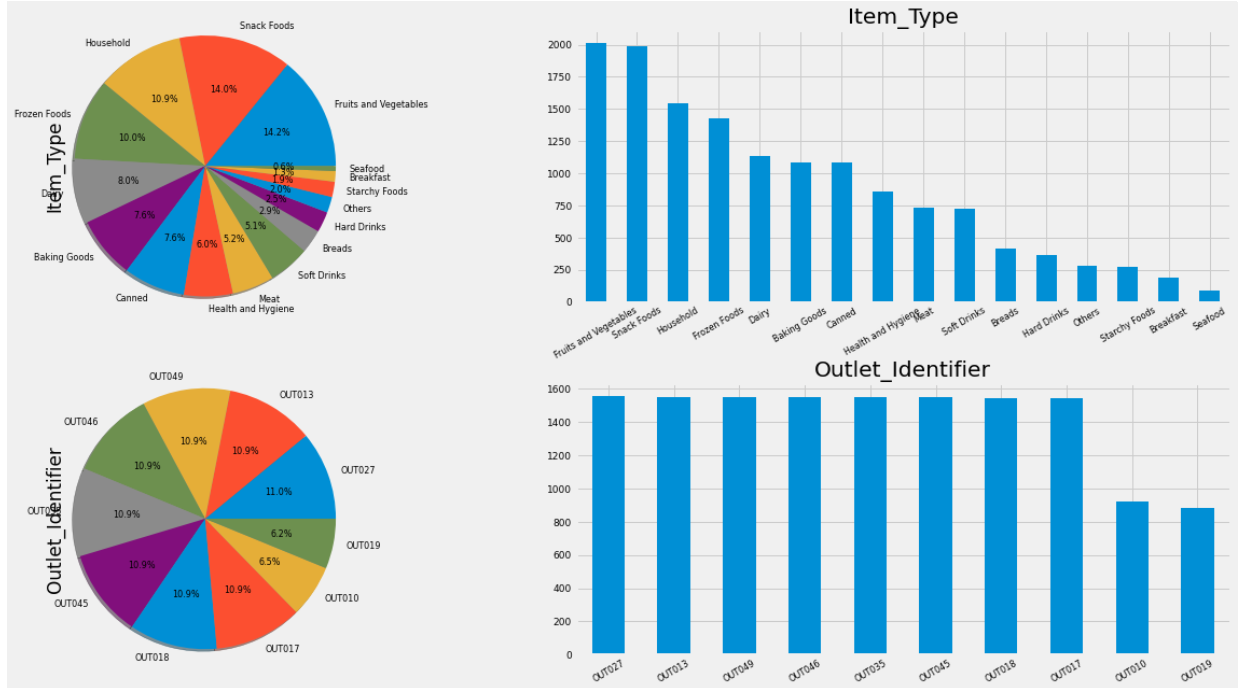 Item_Type
Snack Foods
Household
Fruits and Vegetables
Frozen Foods
Baking Goods
Canned
Health and Hygiene
Meat
Soft Drinks
Breads
Hard Drinks
Others
Starchy Foods
Breakfast
Seafood
14.2%
14.0%
10.9%
10.0%
8.0%
7.6%
7.6%
6.0%
5.2%
5.1%
2.9%
2.5%
2.0%
1.9%
1.3%
0.6%
Item_Type
2000
1750
1500
1250
1000
750
500
250
0
Fruits and Vegetables
Snack Foods
Household
Frozen Foods
Dairy
Baking Goods
Canned
Health and Hygiene
Meat
Soft Drinks
Breads
Hard Drinks
Others
Starchy Foods
Breakfast
Seafood
Outlet_Identifier
OUT027
OUT013
OUT049
OUT046
OUT045
OUT018
OUT017
OUT010
OUT019
11.0%
10.9%
10.9%
10.9%
10.9%
10.9%
10.9%
10.9%
6.5%
6.2%
Outlet_Identifier
1600
1400
1200
1000
800
600
400
200
0
OUT027
OUT013
OUT049
OUT046
OUT035
OUT045
OUT018
OUT017
OUT010
OUT019